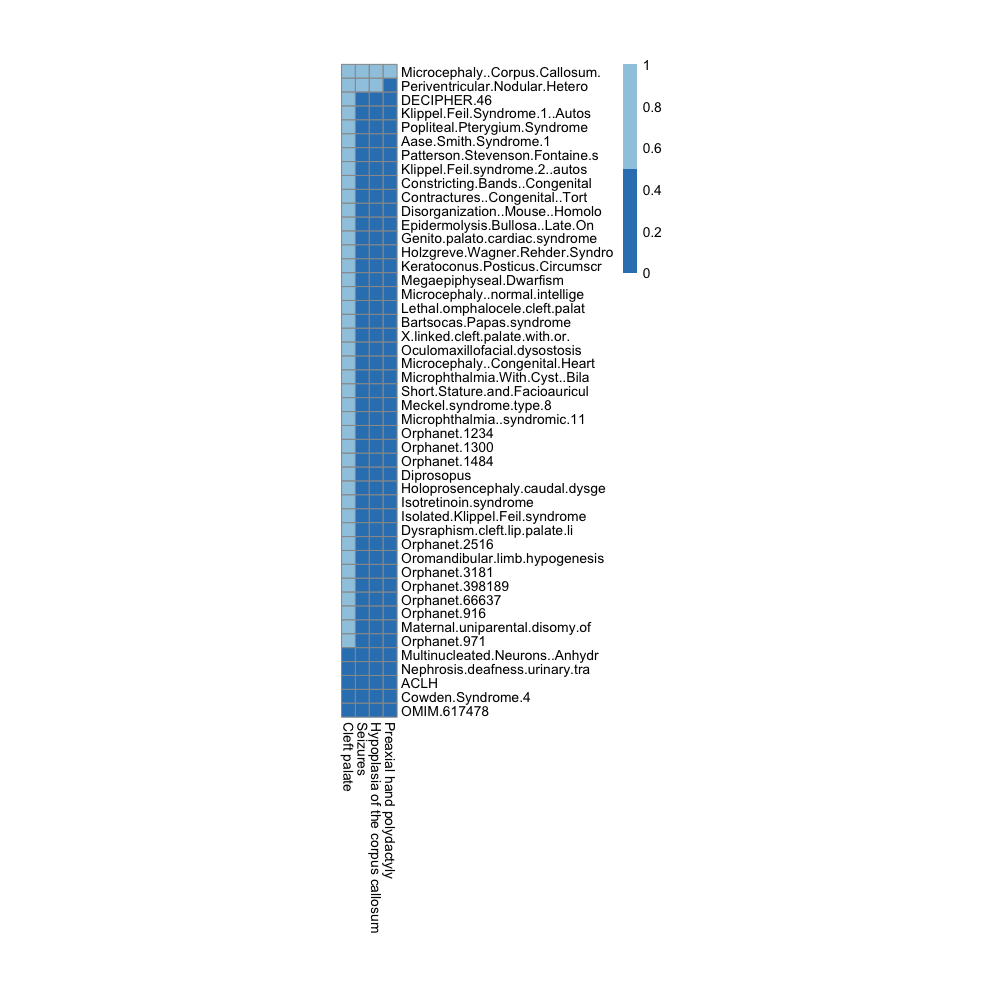 Microcephaly..Corpus.Callosum.
Periventricular.Nodular.Hetero
DECIPHER.46
Klippel.Feil.Syndrome.1..Autos
Popliteal.Pterygium.Syndrome
Aase.Smith.Syndrome.1
Patterson.Stevenson.Fontaine.s
Klippel.Feil.syndrome.2..autos
Constricting.Bands..Congenital
Contractures..Congenital..Tort
Disorganization..Mouse..Homolo
Epidermolysis.Bullosa..Late.On
Genito.palato.cardiac.syndrome
Holzgreve.Wagner.Rehder.Syndro
Keratoconus.Posticus.Circumscr
Megaepiphyseal.Dwarfism
Microcephaly..normal.intellige
Lethal.omphalocele.cleft.palat
Bartsocas.Papas.syndrome
X.linked.cleft.palate.with.or.
Oculomaxillofacial.dysostosis
Microcephaly..Congenital.Heart
Microphthalmia.With.Cyst..Bila
Short.Stature.and.Facioauricul
Meckel.syndrome.type.8
Microphthalmia..syndromic.11
Orphanet.1234
Orphanet.1300
Orphanet.1484
Diprosopus
Holoprosencephaly.caudal.dysge
Isotretinoin.syndrome
Isolated.Klippel.Feil.syndrome
Dysraphism.cleft.lip.palate.li
Orphanet.2516
Oromandibular.limb.hypogenesis
Orphanet.3181
Orphanet.398189
Orphanet.66637
Orphanet.916
Maternal.uniparental.disomy.of
Orphanet.971
Multinucleated.Neurons..Anhydr
Nephrosis.deafness.urinary.tra
ACLH
Cowden.Syndrome.4
OMIM.617478
1
0.8
0.6
0.4
0.2
0
Cleft palate
Seizures
Hypoplasia of the corpus callosum
Preaxial hand polydactyly